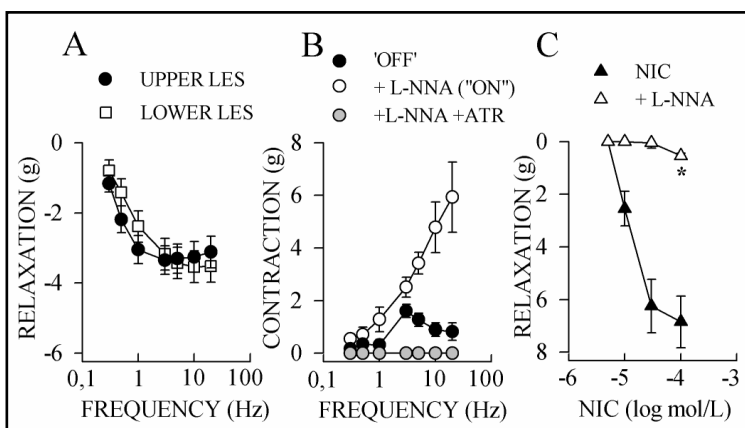 A
UPPER LES
LOWER LES
RELAXATION (g)
0
-2
-4
-6
0,1 1 10 100
FREQUENCY (Hz)
B
'OFF'
+ L-NNA ("ON")
+L-NNA +ATR
CONTRACTION (g)
8
6
4
2
0
0,1 1 10 100
FREQUENCY (Hz)
C
NIC
+ L-NNA
RELAXATION (g)
0
2
4
6
8
*
-6 -5 -4 -3
NIC (log mol/L)